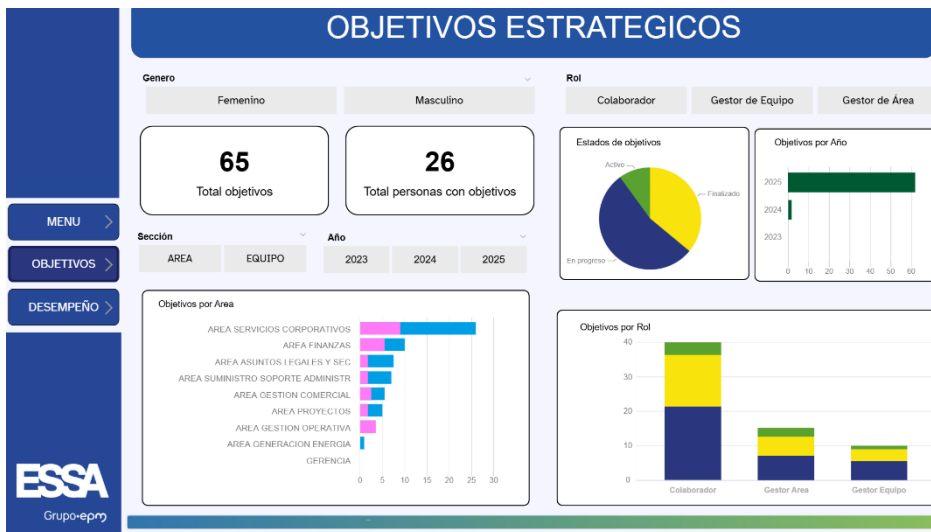 OBJETIVOS ESTRATEGICOS
Genero
Femenino
Masculino
Rol
Colaborador
Gestor de Equipo
Gestor de Área
65
Total objetivos
26
Total personas con objetivos
Estados de objetivos
Activo
Finalizado
En progreso
Objetivos por Año
2025
2024
2023
0 10 20 30 40 50 60
MENU
OBJETIVOS
DESEMPEÑO
Sección
AREA
EQUIPO
Año
2023
2024
2025
Objetivos por Area
AREA SERVICIOS CORPORATIVOS
AREA FINANZAS
AREA ASUNTOS LEGALES Y SEC
AREA SUMINISTRO SOPORTE ADMINISTR
AREA GESTION COMERCIAL
AREA PROYECTOS
AREA GESTION OPERATIVA
AREA GENERACION ENERGIA
GERENCIA
0 5 10 15 20 25 30
Objetivos por Rol
40
30
20
10
0
Colaborador
Gestor Area
Gestor Equipo
ESSA
Grupo•epm